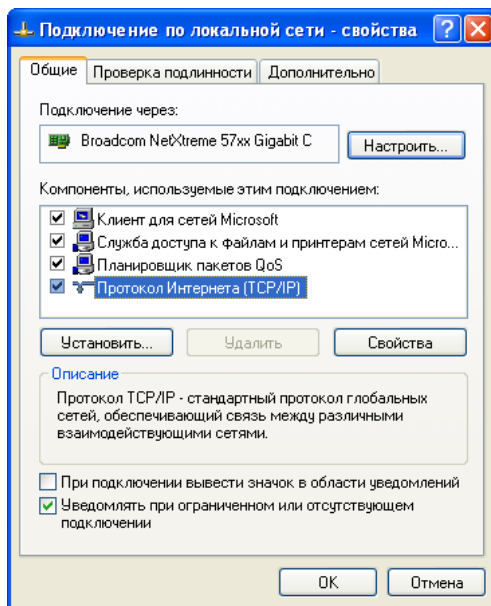 Подключение по локальной сети - свойства
Общие Проверка подлинности Дополнительно
Подключение через:
Broadcom NetXtreme 57xx Gigabit C
Настроить...
Компоненты, используемые этим подключением:
Клиент для сетей Microsoft
Служба доступа к файлам и принтерам сетей Micro...
Планировщик пакетов QoS
Протокол Интернета (TCP/IP)
Установить... Удалить Свойства
Описание
Протокол TCP/IP - стандартный протокол глобальных
сетей, обеспечивающий связь между различными
взаимодействующими сетями.
При подключении вывести значок в области уведомлений
Уведомлять при ограниченном или отсутствующем
подключении
OK Отмена